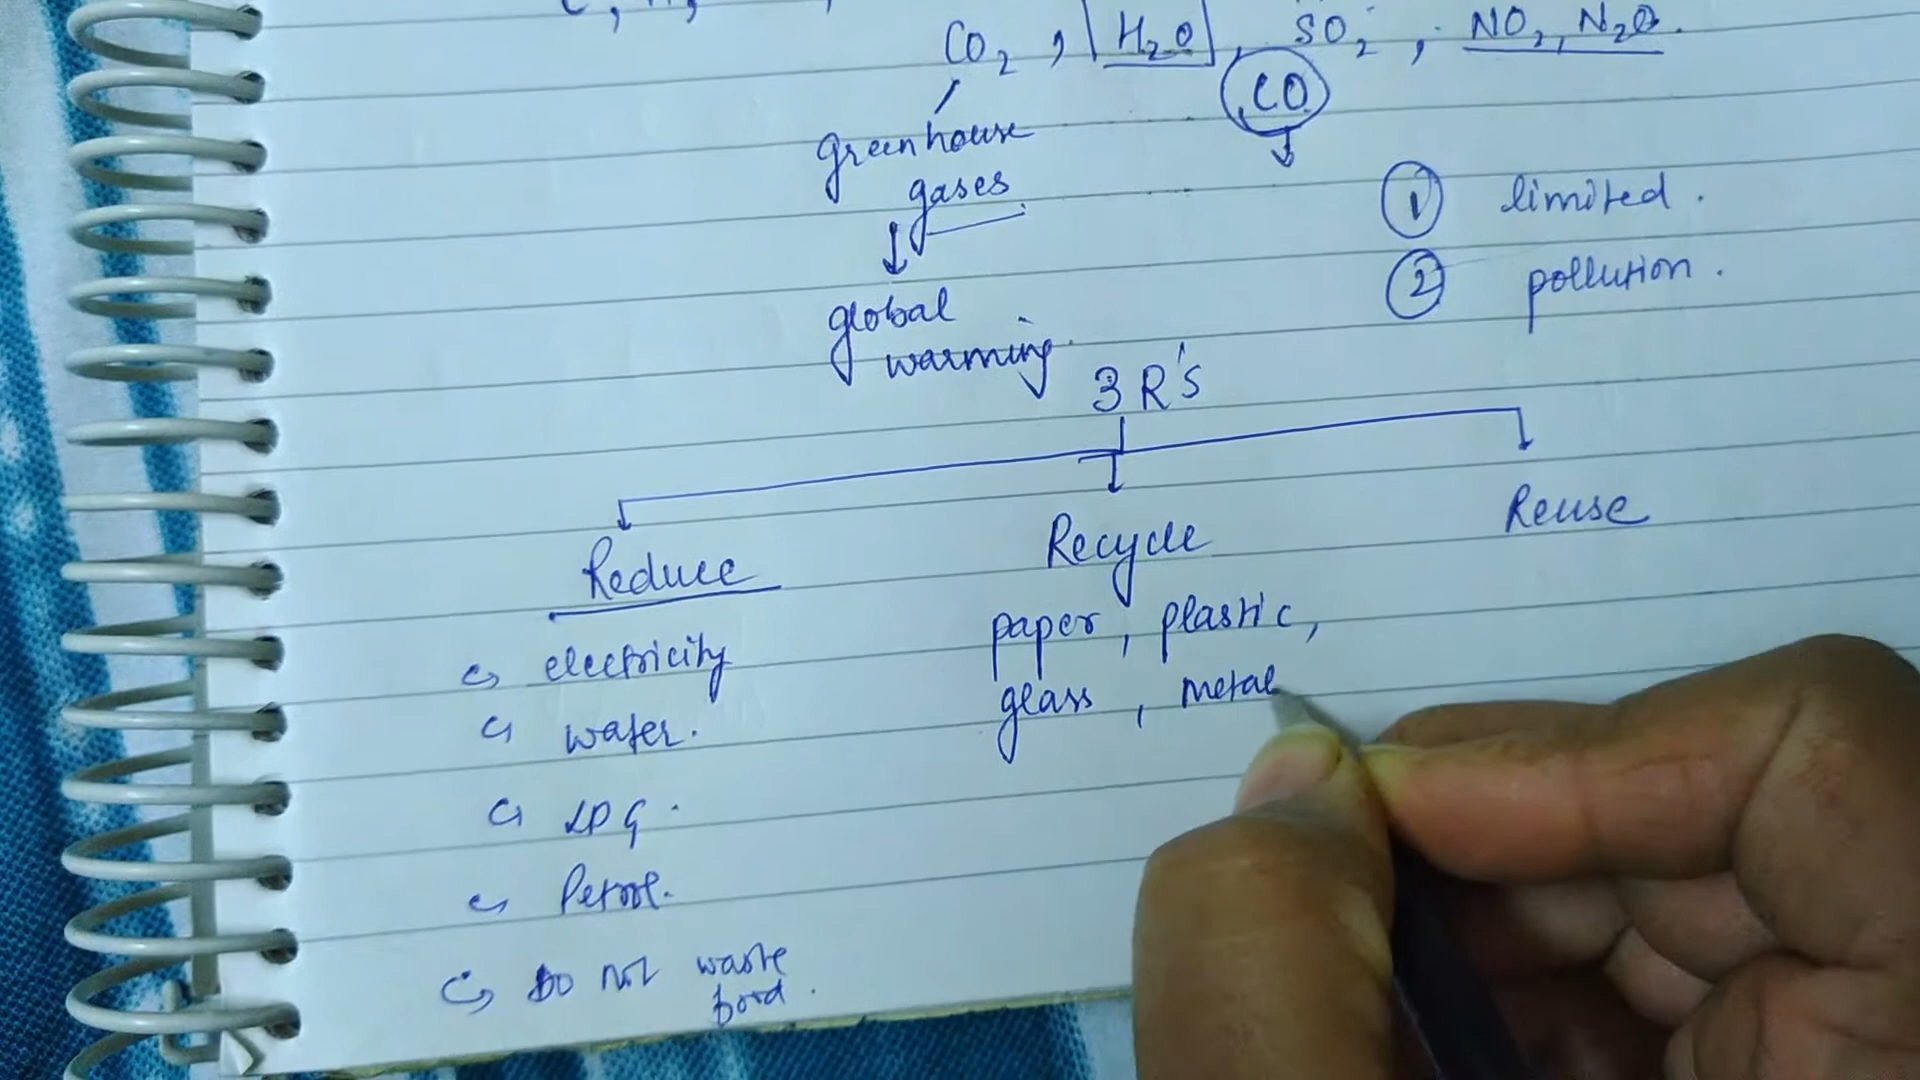 CO2, H2O, SO2, NO2, N2O.
CO
greenhouse
gases
① limited.
② pollution.
global
warming
3 R's
Reduce
Recycle
Reuse
electricity
paper, plastic,
glass, metal
water.
LPG.
Petrol.
Do not waste
food.